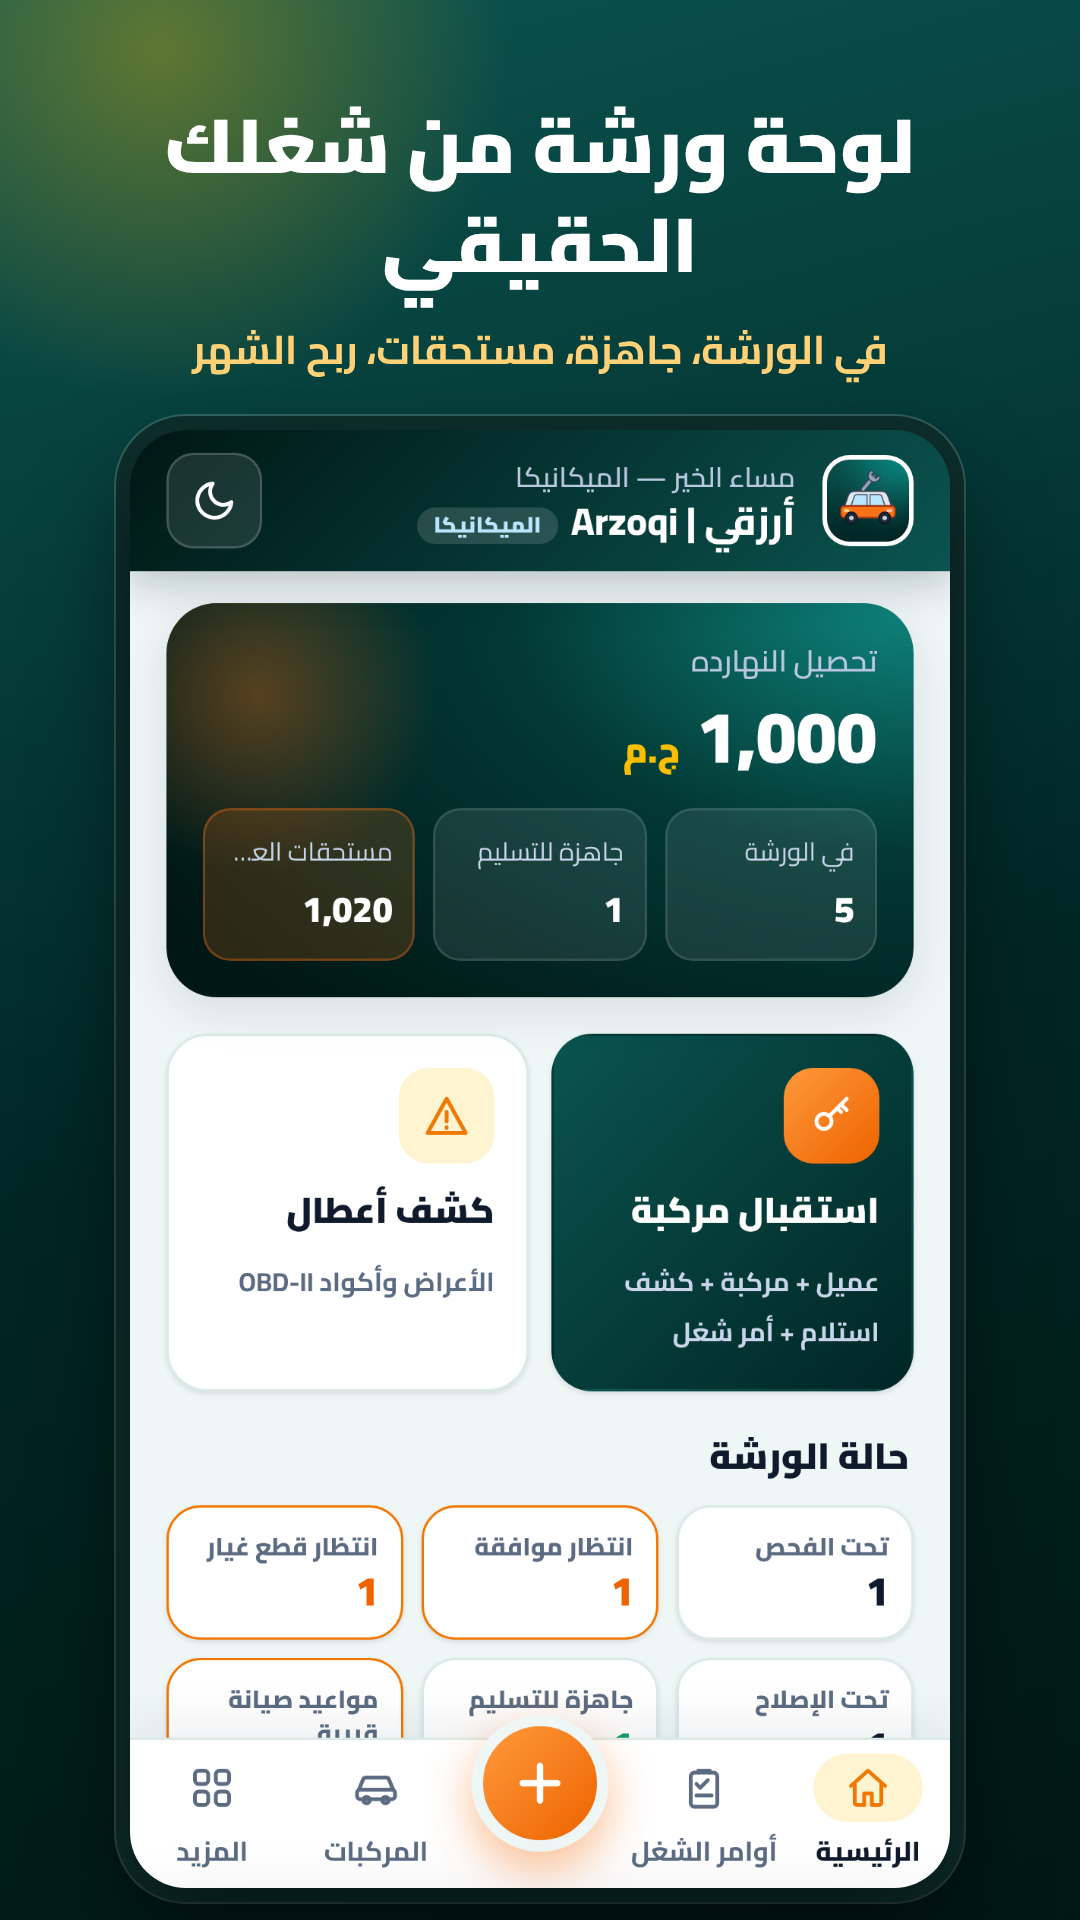 لوحة ورشة من شغلك
الحقيقي
في الورشة، جاهزة، مستحقات، ربح الشهر
مساء الخير — الميكانيكا
أرزقي | Arzoqi الميكانيكا
تحصيل النهارده
1,000 ج.م
في الورشة
5
جاهزة للتسليم
1
مستحقات العـ...
1,020
استقبال مركبة
عميل + مركبة + كشف
استلام + أمر شغل
كشف أعطال
الأعراض وأكواد OBD-II
حالة الورشة
تحت الفحص
1
انتظار موافقة
1
انتظار قطع غيار
1
تحت الإصلاح
جاهزة للتسليم
مواعيد صيانة
قريبة
الرئيسية
أوامر الشغل
المركبات
المزيد